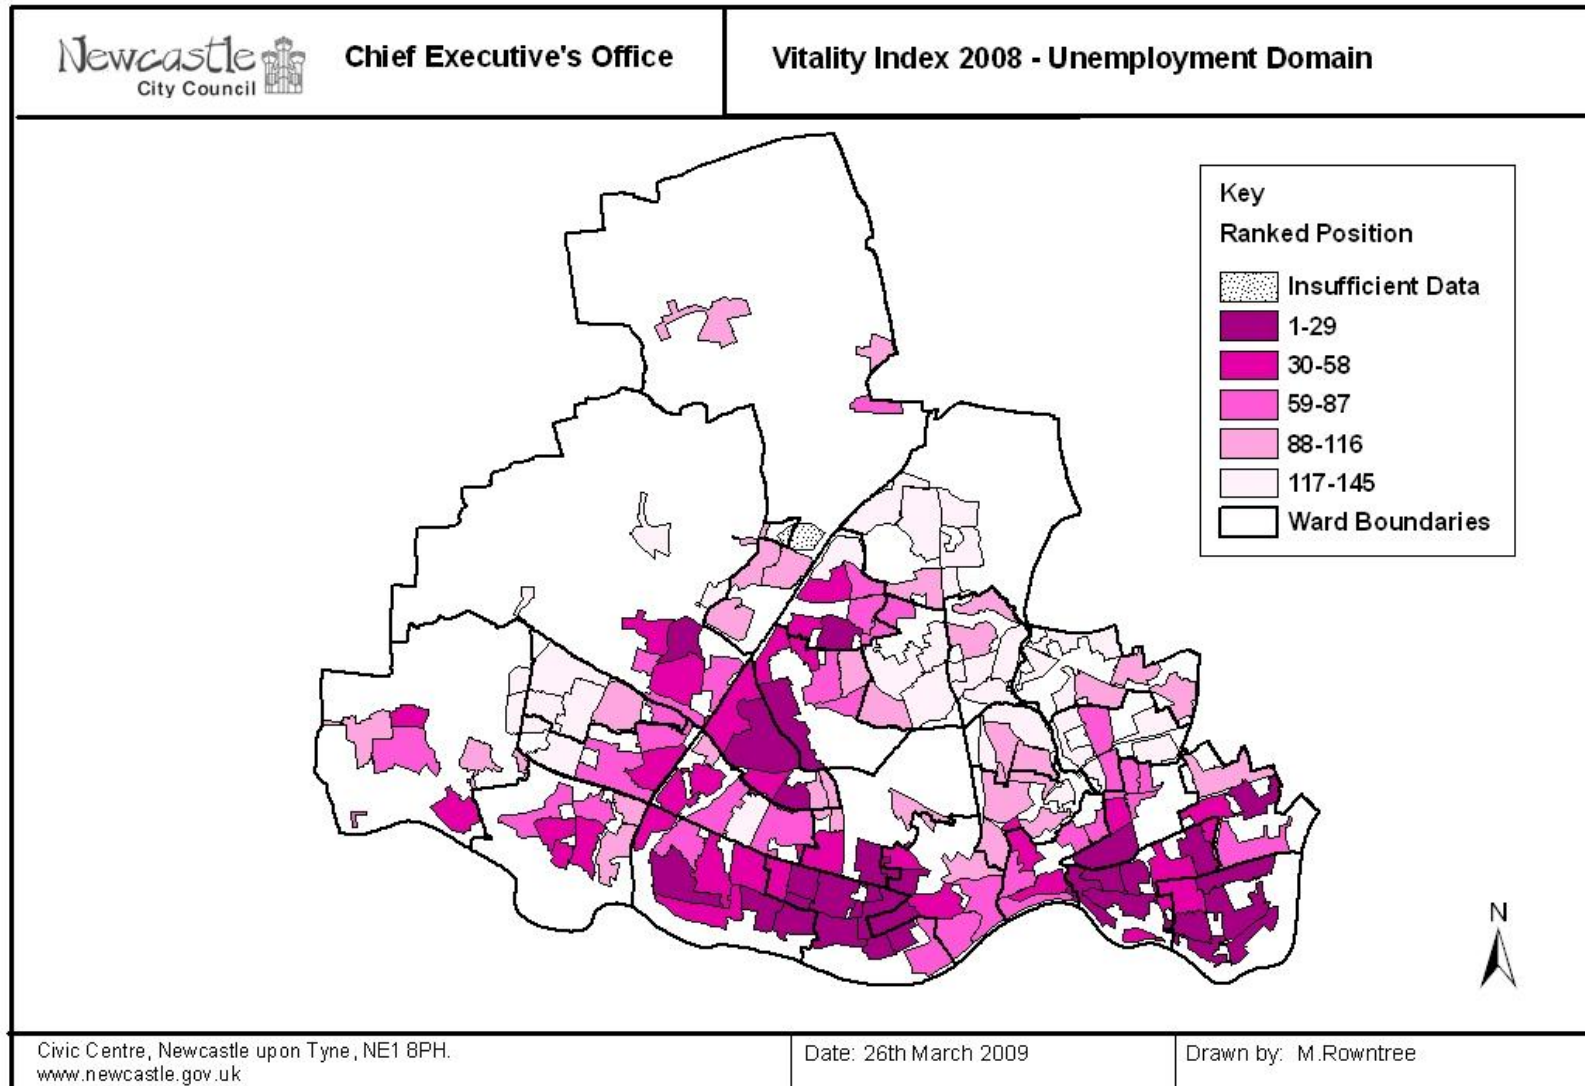 Newcastle
City Council
Chief Executive's Office
Vitality Index 2008 - Unemployment Domain
Key
Ranked Position
Insufficient Data
1-29
30-58
59-87
88-116
117-145
Ward Boundaries
N
Civic Centre, Newcastle upon Tyne, NE1 8PH.
www.newcastle.gov.uk
Date: 26th March 2009
Drawn by: M.Rowntree